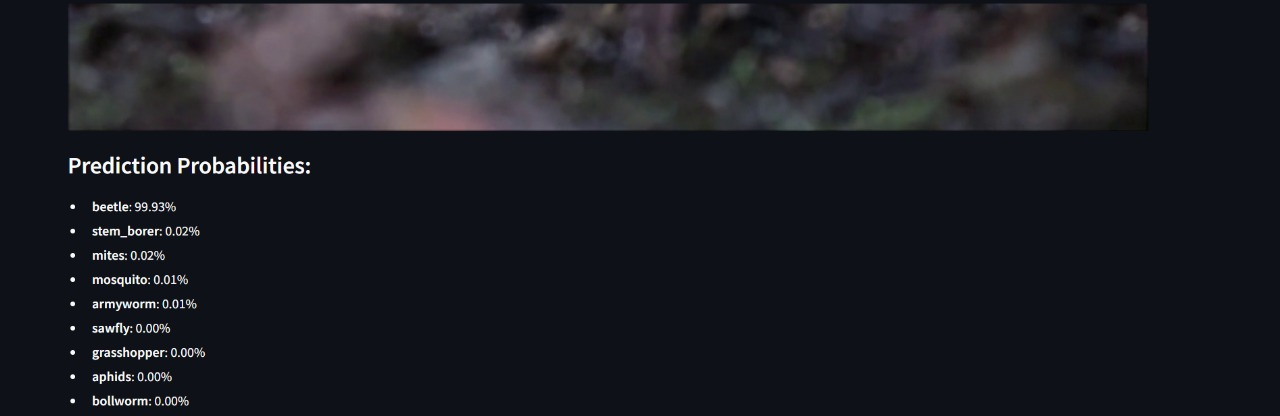 Prediction Probabilities:
• beetle: 99.93%
• stem_borer: 0.02%
• mites: 0.02%
• mosquito: 0.01%
• armyworm: 0.01%
• sawfly: 0.00%
• grasshopper: 0.00%
• aphids: 0.00%
• bollworm: 0.00%